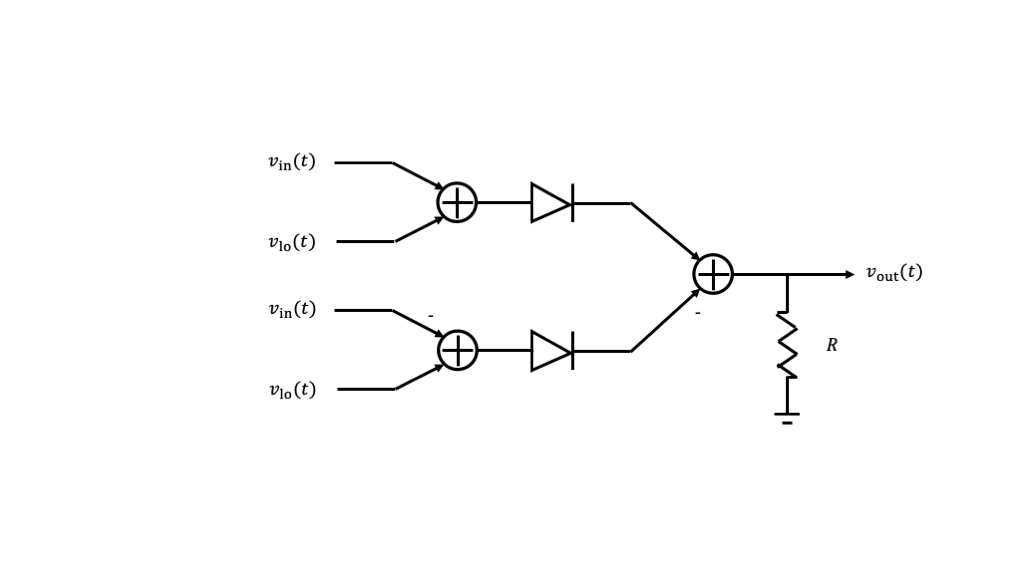 v_in(t)
v_lo(t)
v_in(t)
-
v_out(t)
-
R
v_lo(t)